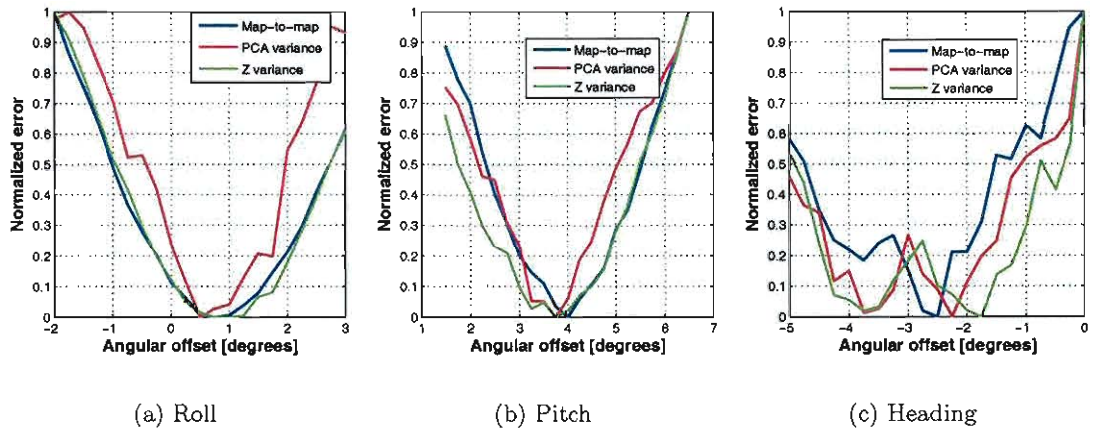 1
0.9
0.8
0.7
0.6
0.5
0.4
0.3
0.2
0.1
0
Normalized error
-2 -1 0 1 2 3
Angular offset [degrees]
Map-to-map
PCA variance
Z variance
(a) Roll
1
0.9
0.8
0.7
0.6
0.5
0.4
0.3
0.2
0.1
0
Normalized error
1 2 3 4 5 6 7
Angular offset [degrees]
Map-to-map
PCA variance
Z variance
(b) Pitch
1
0.9
0.8
0.7
0.6
0.5
0.4
0.3
0.2
0.1
0
Normalized error
-5 -4 -3 -2 -1 0
Angular offset [degrees]
Map-to-map
PCA variance
Z variance
(c) Heading